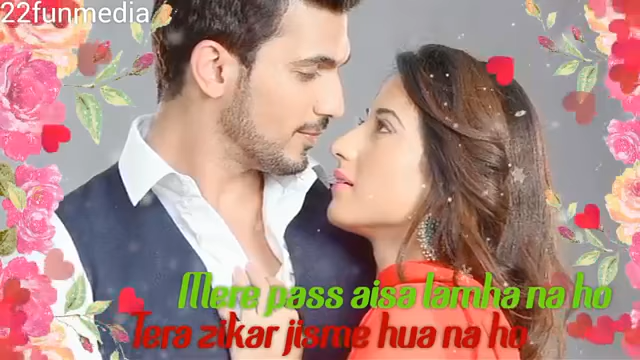 22funmedia
Mere pass aisa lamha na ho
Tera zikar jisme hua na ho